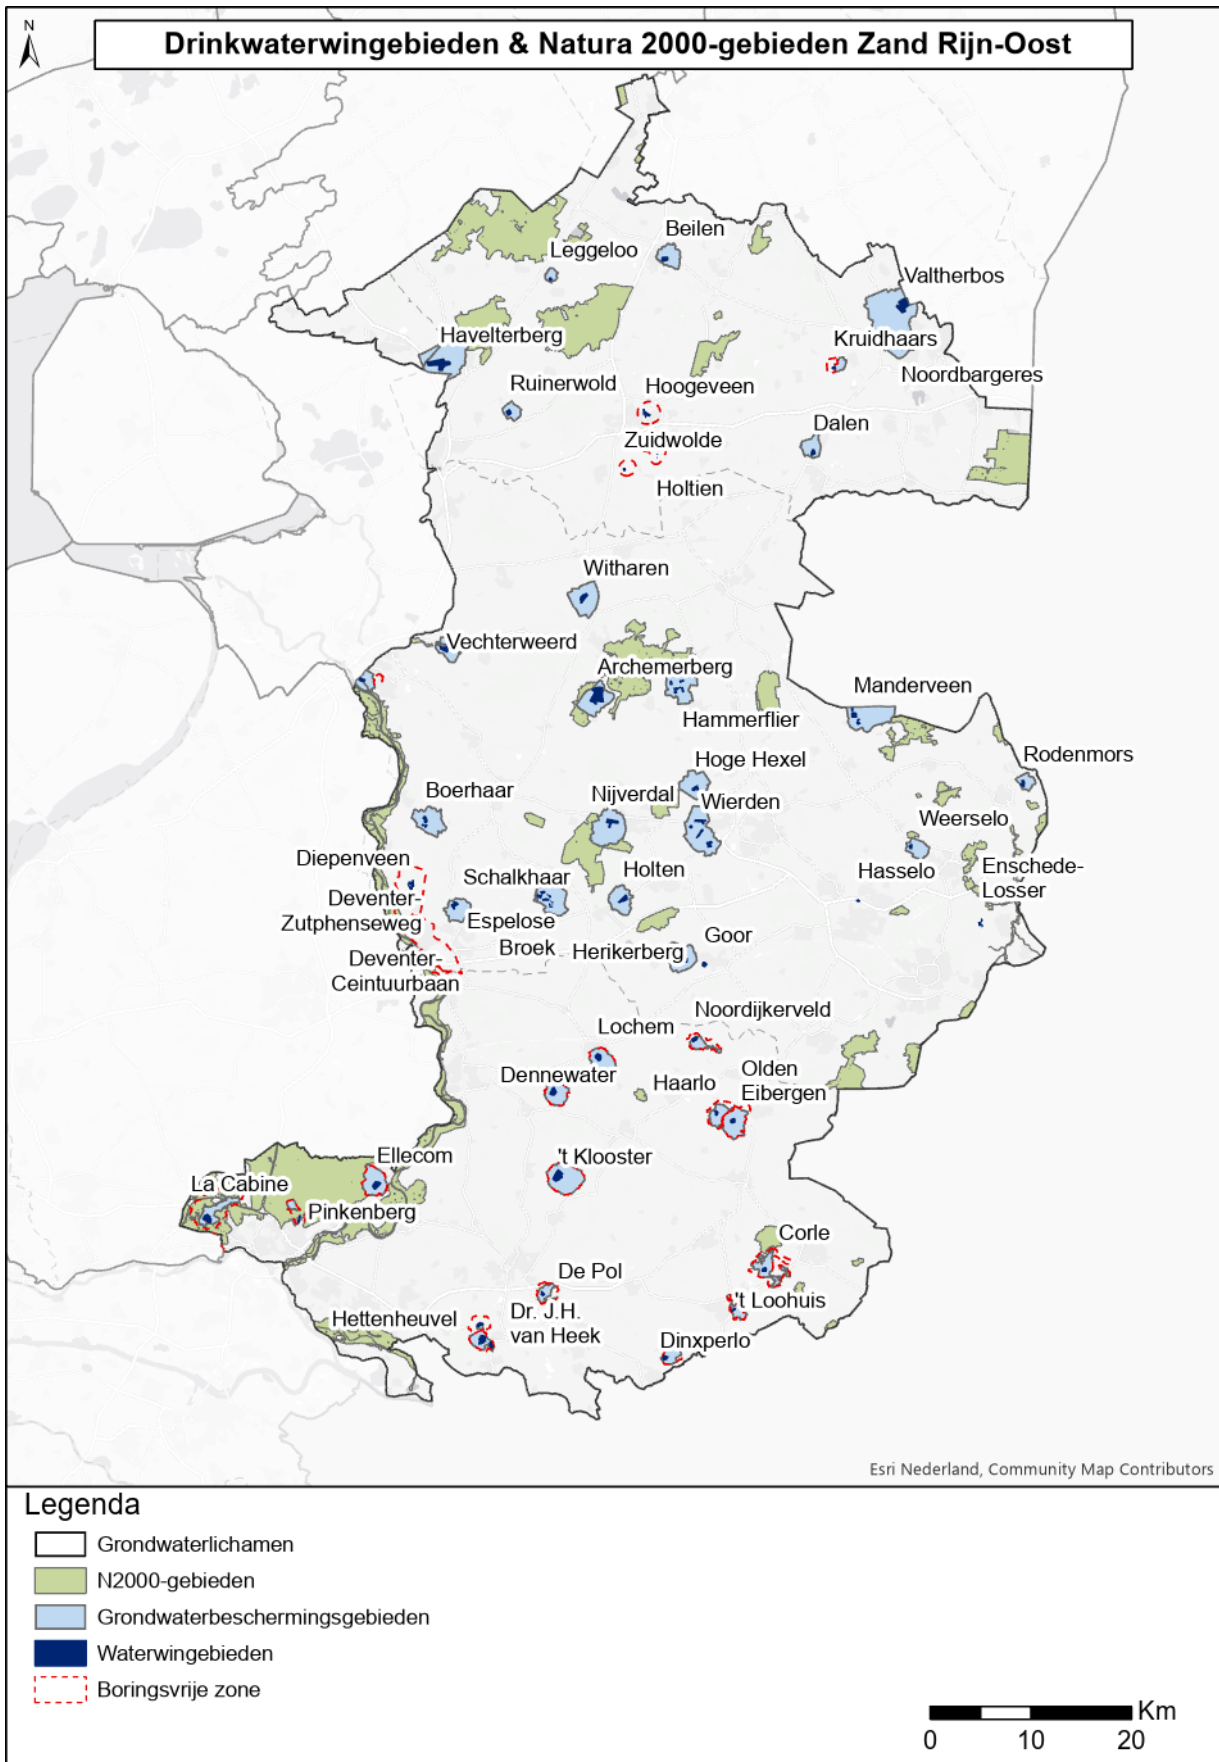 N
Drinkwaterwingebieden & Natura 2000-gebieden Zand Rijn-Oost
Beilen
Leggeloo
Valtherbos
Havelterberg
Kruidhaars
Noordbargeres
Ruinerwold
Hoogeveen
Dalen
Zuidwolde
Holtien
Witharen
Vechterweerd
Archemerberg
Manderveen
Hammerflier
Rodenmors
Hoge Hexel
Boerhaar
Nijverdal
Wierden
Weerselo
Diepenveen
Schalkhaar
Holten
Hasselo
Enschede-
Losser
Deventer-
Zutphenseweg
Espelose
Broek
Herikerberg
Goor
Deventer-
Ceintuurbaan
Noordijkerveld
Lochem
Dennewater
Haarlo
Olden
Eibergen
Ellecom
't Klooster
La Cabine
Pinkenberg
Corle
De Pol
't Loohuis
Hettenheuvel
Dr. J.H.
van Heek
Dinxperlo
Esri Nederland, Community Map Contributors
Legenda
Grondwaterlichamen
N2000-gebieden
Grondwaterbeschermingsgebieden
Waterwingebieden
Boringsvrije zone
Km
0 10 20